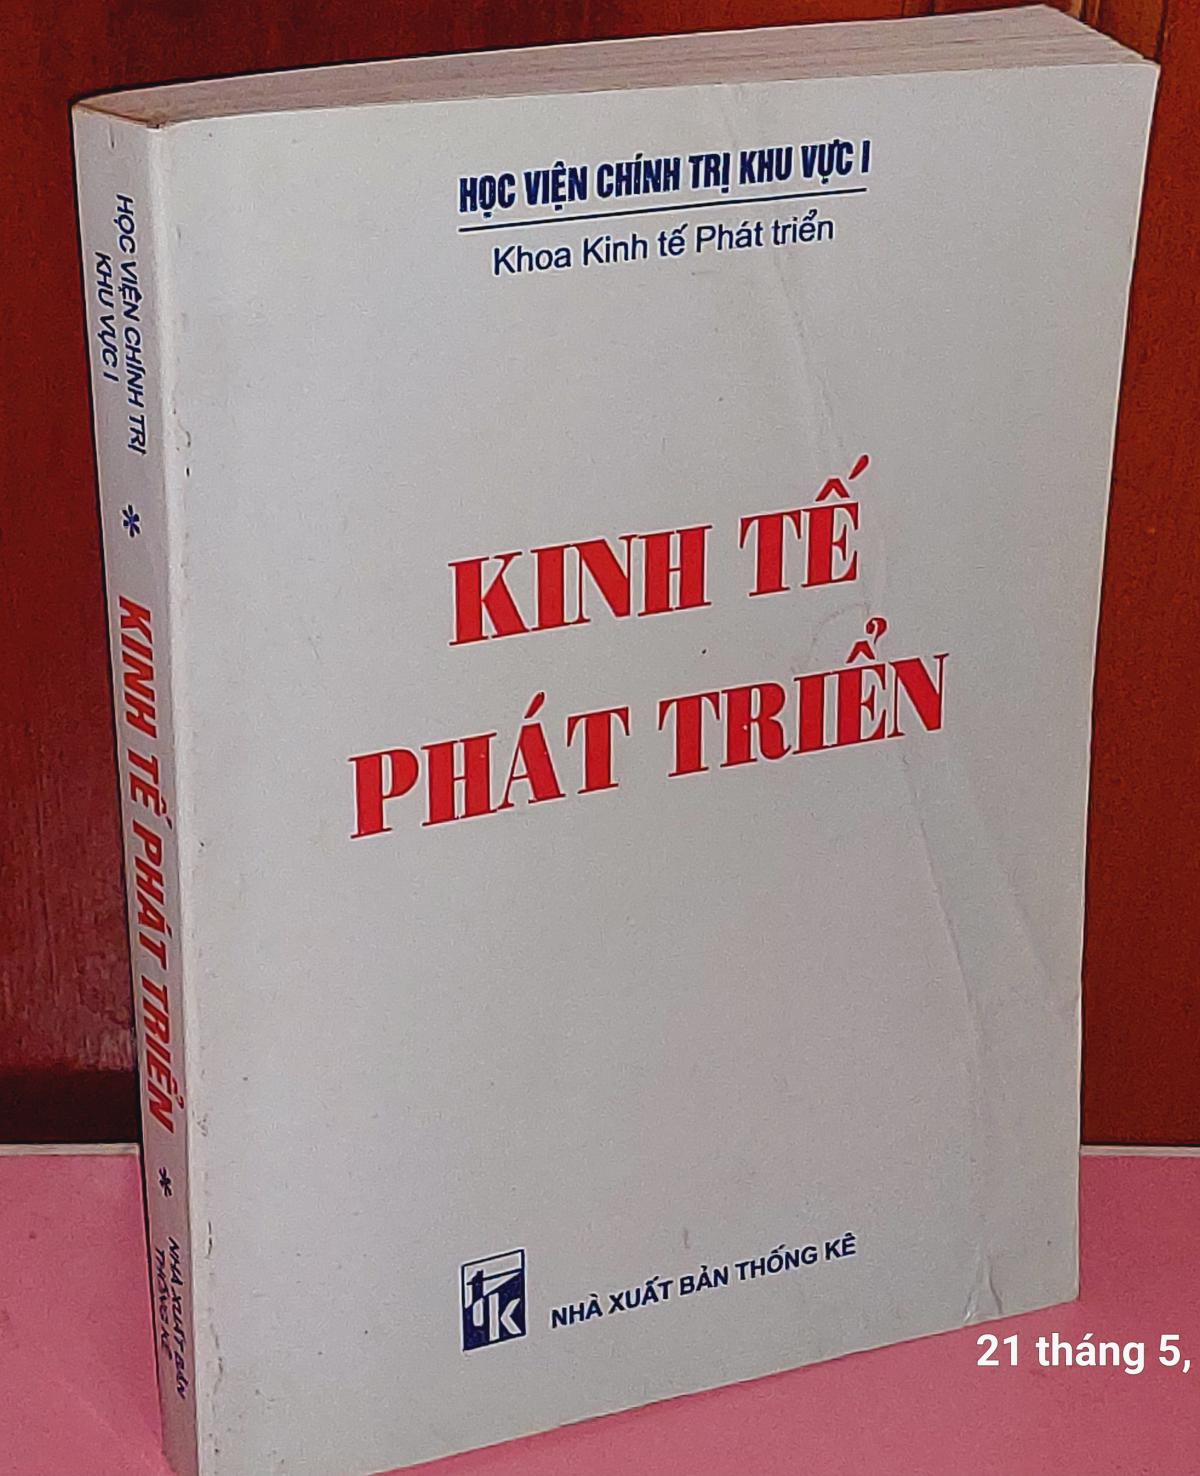 HỌC VIỆN CHÍNH TRỊ KHU VỰC I
Khoa Kinh tế Phát triển
KINH TẾ
PHÁT TRIỂN
tk
NHÀ XUẤT BẢN THỐNG KÊ
HỌC VIỆN CHÍNH TRỊ
KHU VỰC I
*
KINH TẾ PHÁT TRIỂN
*
NHÀ XUẤT BẢN
THỐNG KÊ
21 tháng 5,